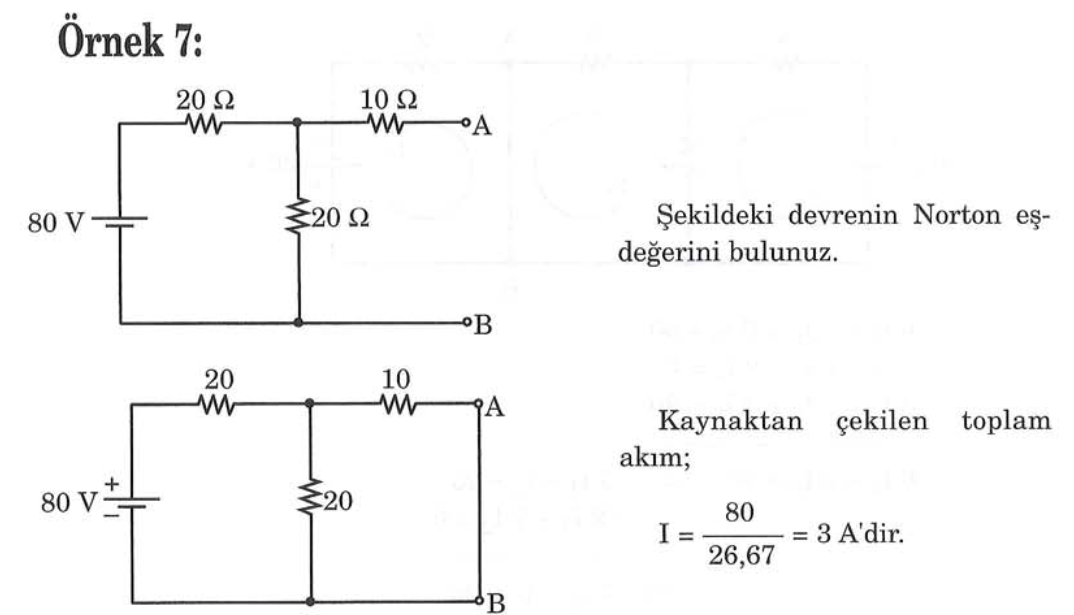 Örnek 7:
20 Ω
10 Ω
A
80 V
20 Ω
B
Şekildeki devrenin Norton eş-
değerini bulunuz.
20
10
A
+
80 V
–
20
B
Kaynaktan çekilen toplam
akım;
I = 80 / 26,67 = 3 A'dir.